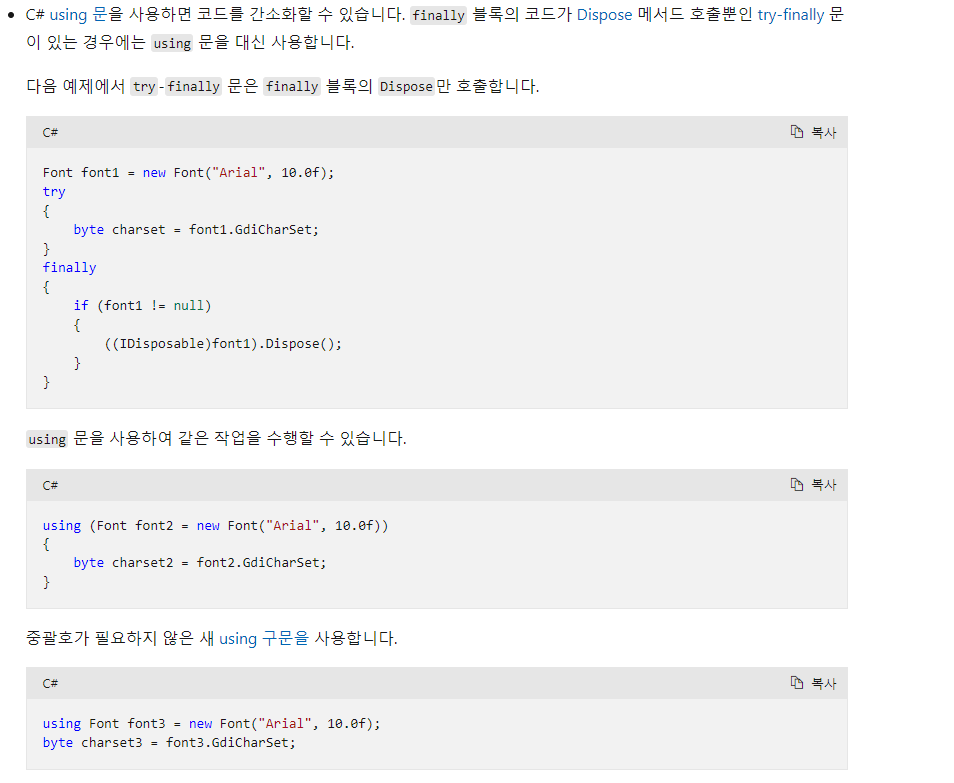 • C# using 문을 사용하면 코드를 간소화할 수 있습니다. finally 블록의 코드가 Dispose 메서드 호출뿐인 try-finally 문
이 있는 경우에는 using 문을 대신 사용합니다.
다음 예제에서 try-finally 문은 finally 블록의 Dispose만 호출합니다.
C# 복사
Font font1 = new Font("Arial", 10.0f);
try
{
    byte charset = font1.GdiCharSet;
}
finally
{
    if (font1 != null)
    {
        ((IDisposable)font1).Dispose();
    }
}
using 문을 사용하여 같은 작업을 수행할 수 있습니다.
C# 복사
using (Font font2 = new Font("Arial", 10.0f))
{
    byte charset2 = font2.GdiCharSet;
}
중괄호가 필요하지 않은 새 using 구문을 사용합니다.
C# 복사
using Font font3 = new Font("Arial", 10.0f);
byte charset3 = font3.GdiCharSet;